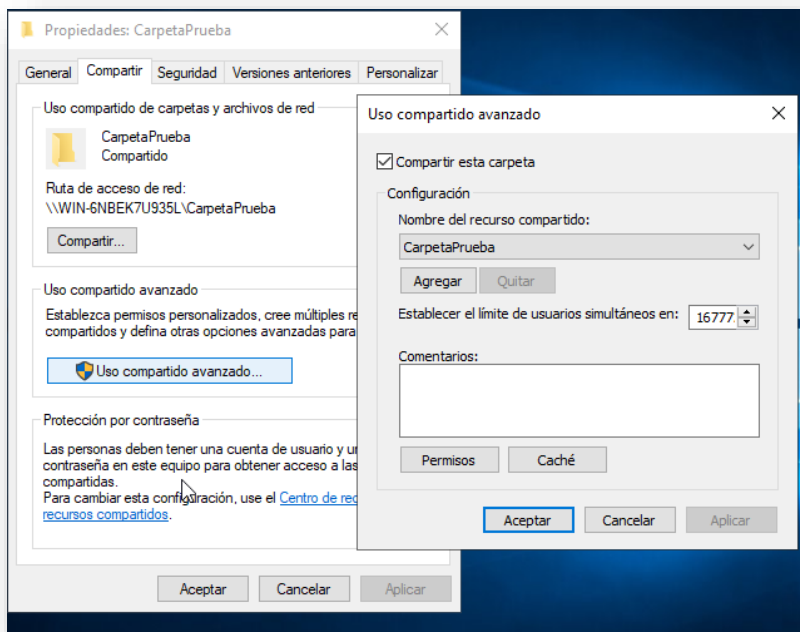 Propiedades: CarpetaPrueba
General Compartir Seguridad Versiones anteriores Personalizar
Uso compartido de carpetas y archivos de red
CarpetaPrueba
Compartido
Ruta de acceso de red:
\\WIN-6NBEK7U935L\CarpetaPrueba
Compartir...
Uso compartido avanzado
Establezca permisos personalizados, cree múltiples
compartidos y defina otras opciones avanzadas para
Uso compartido avanzado...
Protección por contraseña
Las personas deben tener una cuenta de usuario y
contraseña en este equipo para obtener acceso a las
compartidas.
Para cambiar esta configuración, use el Centro de
recursos compartidos.
Aceptar Cancelar Aplicar
Uso compartido avanzado
Compartir esta carpeta
Configuración
Nombre del recurso compartido:
CarpetaPrueba
Agregar Quitar
Establecer el límite de usuarios simultáneos en: 16777
Comentarios:
Permisos Caché
Aceptar Cancelar Aplicar